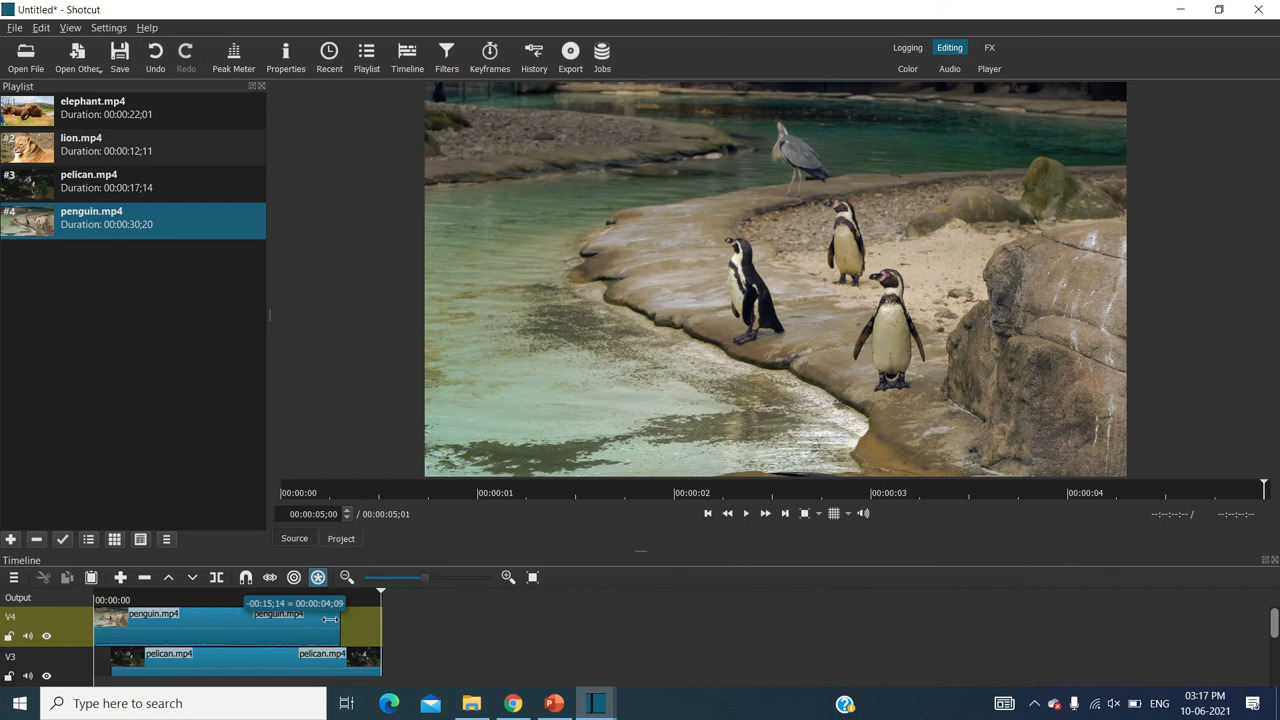 Untitled* - Shotcut
File Edit View Settings Help
Open File Open Other.. Save Undo Redo Peak Meter Properties Recent Playlist Timeline Filters Keyframes History Export Jobs
Logging Editing FX
Color Audio Player
Playlist
#1 elephant.mp4
Duration: 00:00:22;01
#2 lion.mp4
Duration: 00:00:12;11
#3 pelican.mp4
Duration: 00:00:17;14
#4 penguin.mp4
Duration: 00:00:30;20
00:00:00 00:00:01 00:00:02 00:00:03 00:00:04
00:00:05;00 / 00:00:05;01
--:--:--:-- / --:--:--:--
Source Project
Timeline
Output 00:00:00
-00:15;14 = 00:00:04;09
V4 penguin.mp4 penguin.mp4
V3 pelican.mp4 pelican.mp4
Type here to search
ENG
03:17 PM
10-06-2021